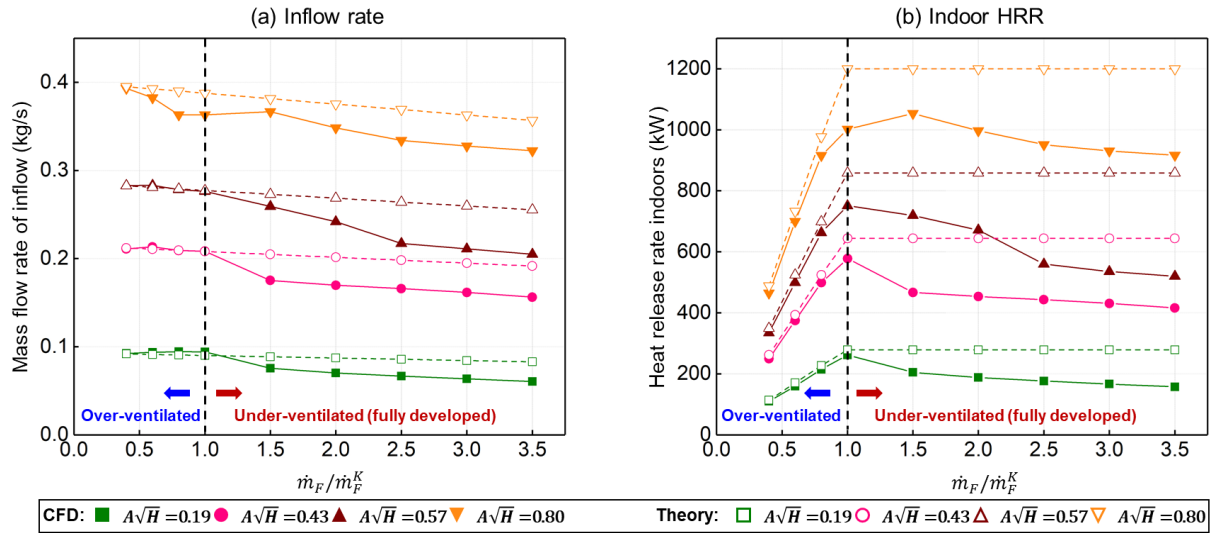 (a) Inflow rate
(b) Indoor HRR
Mass flow rate of inflow (kg/s)
0.4
0.3
0.2
0.1
0.0
Over-ventilated
Under-ventilated (fully developed)
0.0 0.5 1.0 1.5 2.0 2.5 3.0 3.5
ṁ_F/ṁ_F^K
Heat release rate indoors (kW)
1200
1000
800
600
400
200
0
Over-ventilated
Under-ventilated (fully developed)
0.0 0.5 1.0 1.5 2.0 2.5 3.0 3.5
ṁ_F/ṁ_F^K
CFD: A√H =0.19 A√H =0.43 A√H =0.57 A√H =0.80
Theory: A√H =0.19 A√H =0.43 A√H =0.57 A√H =0.80